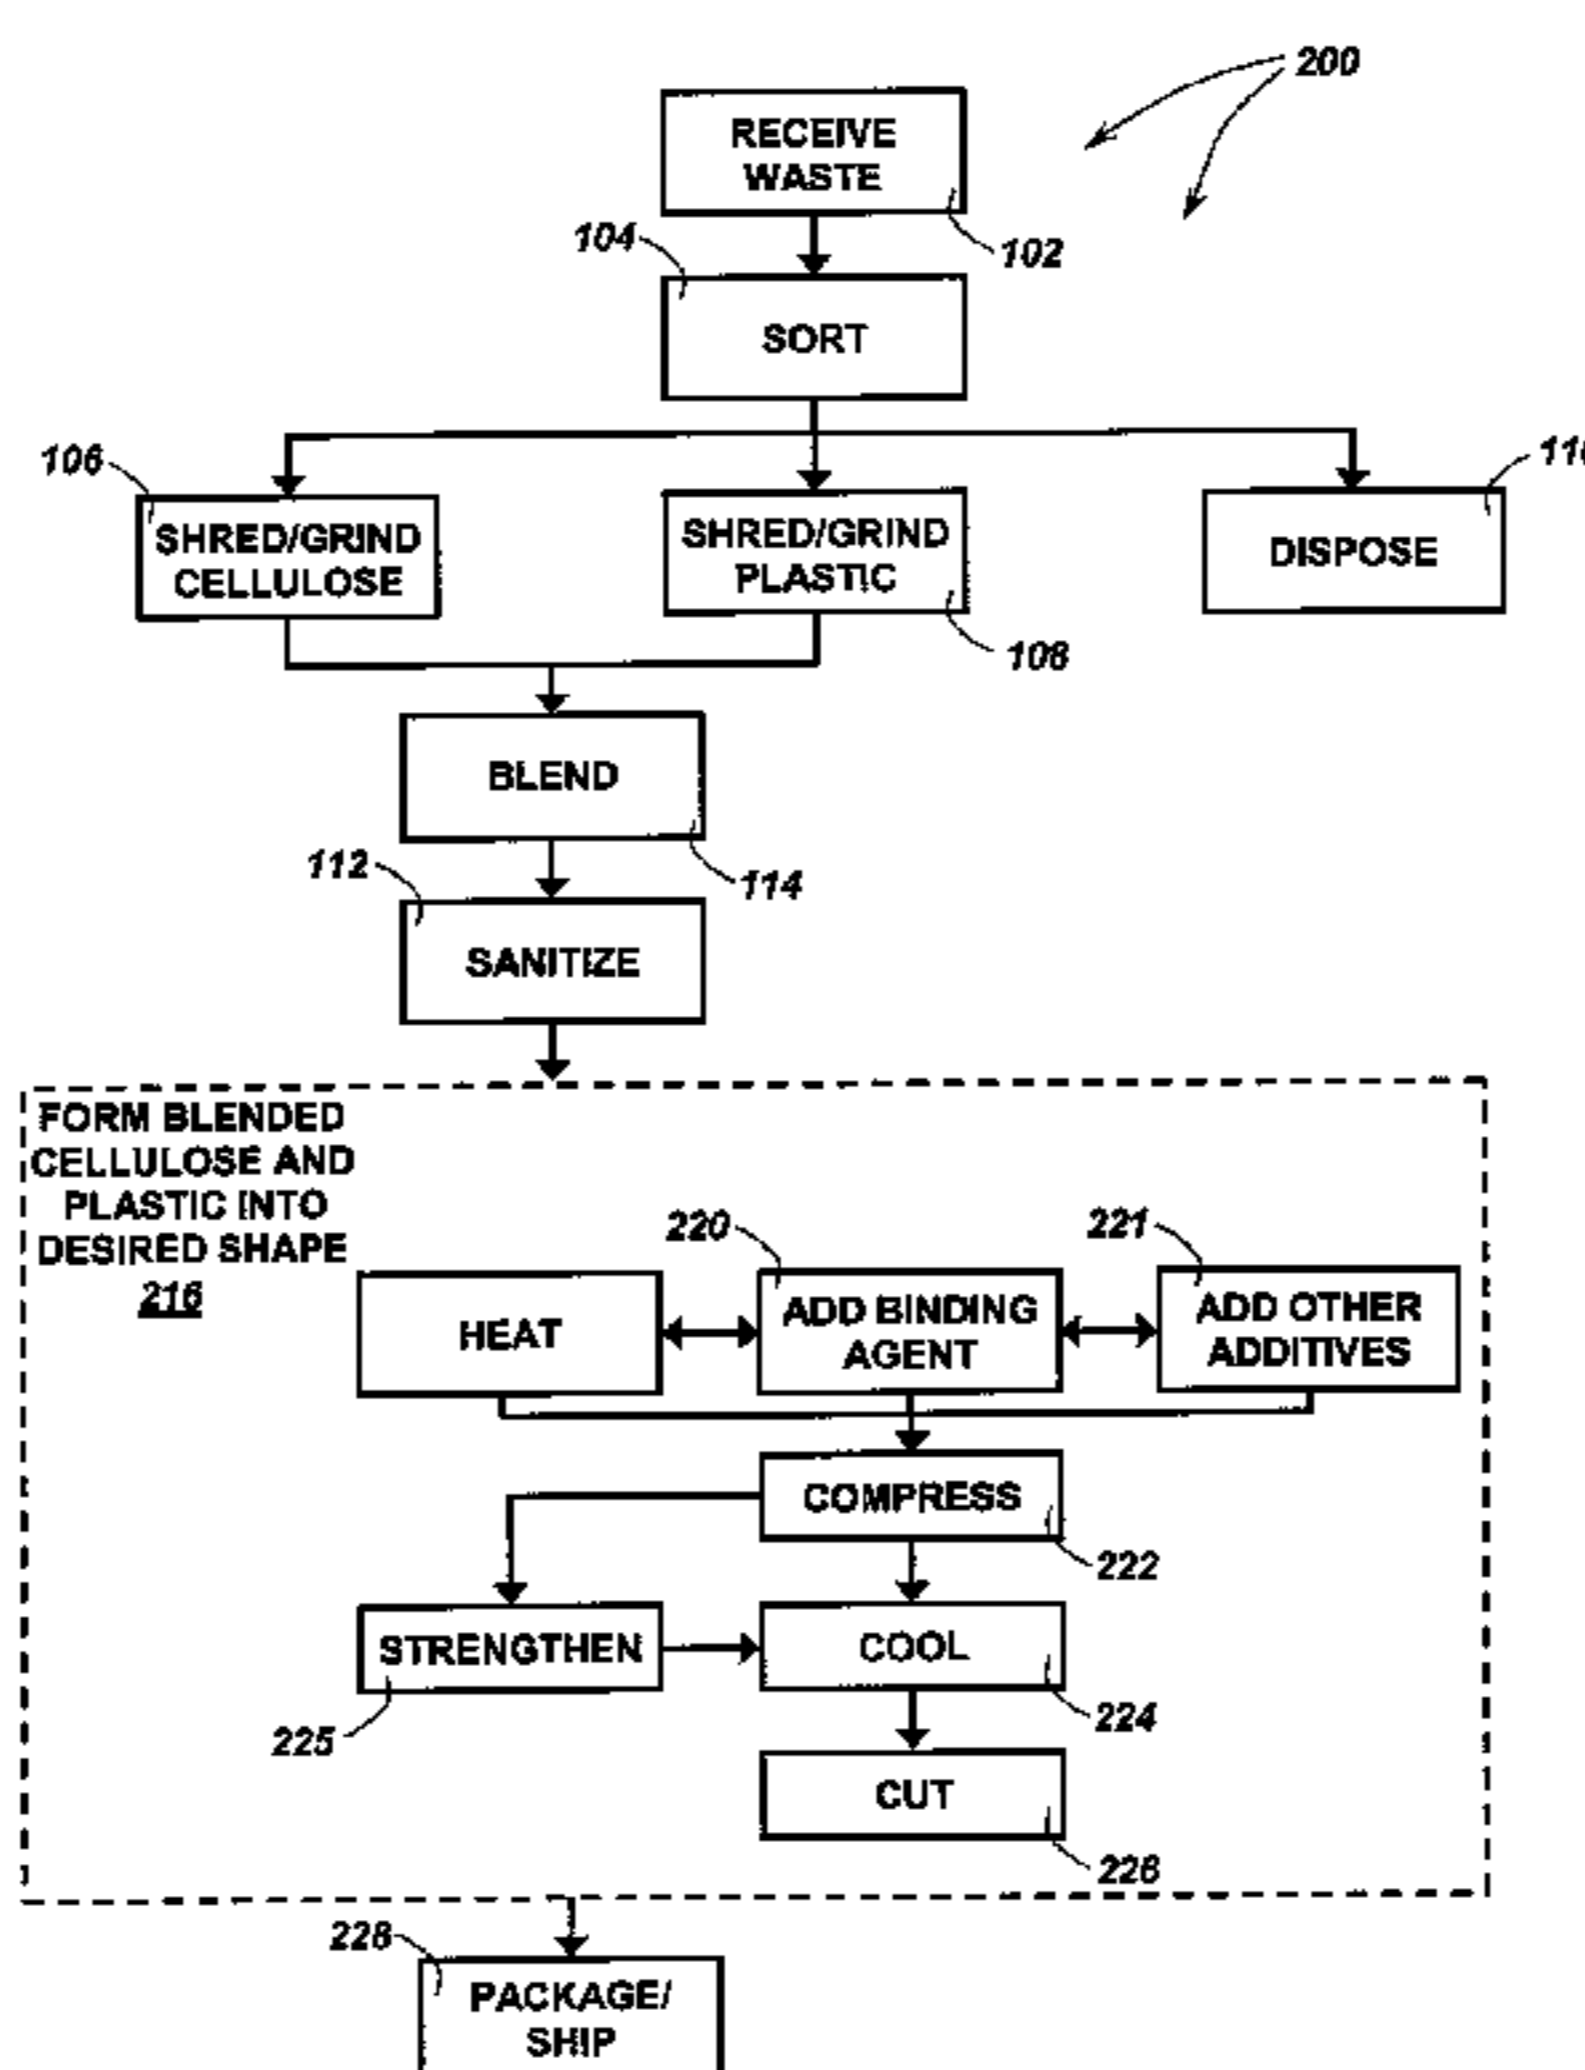 200
RECEIVE
WASTE
102
104
SORT
106
SHRED/GRIND
CELLULOSE
SHRED/GRIND
PLASTIC
108
DISPOSE
BLEND
114
112
SANITIZE
FORM BLENDED
CELLULOSE AND
PLASTIC INTO
DESIRED SHAPE
216
HEAT
220
ADD BINDING
AGENT
221
ADD OTHER
ADDITIVES
COMPRESS
222
STRENGTHEN
225
COOL
224
CUT
226
228
PACKAGE/
SHIP